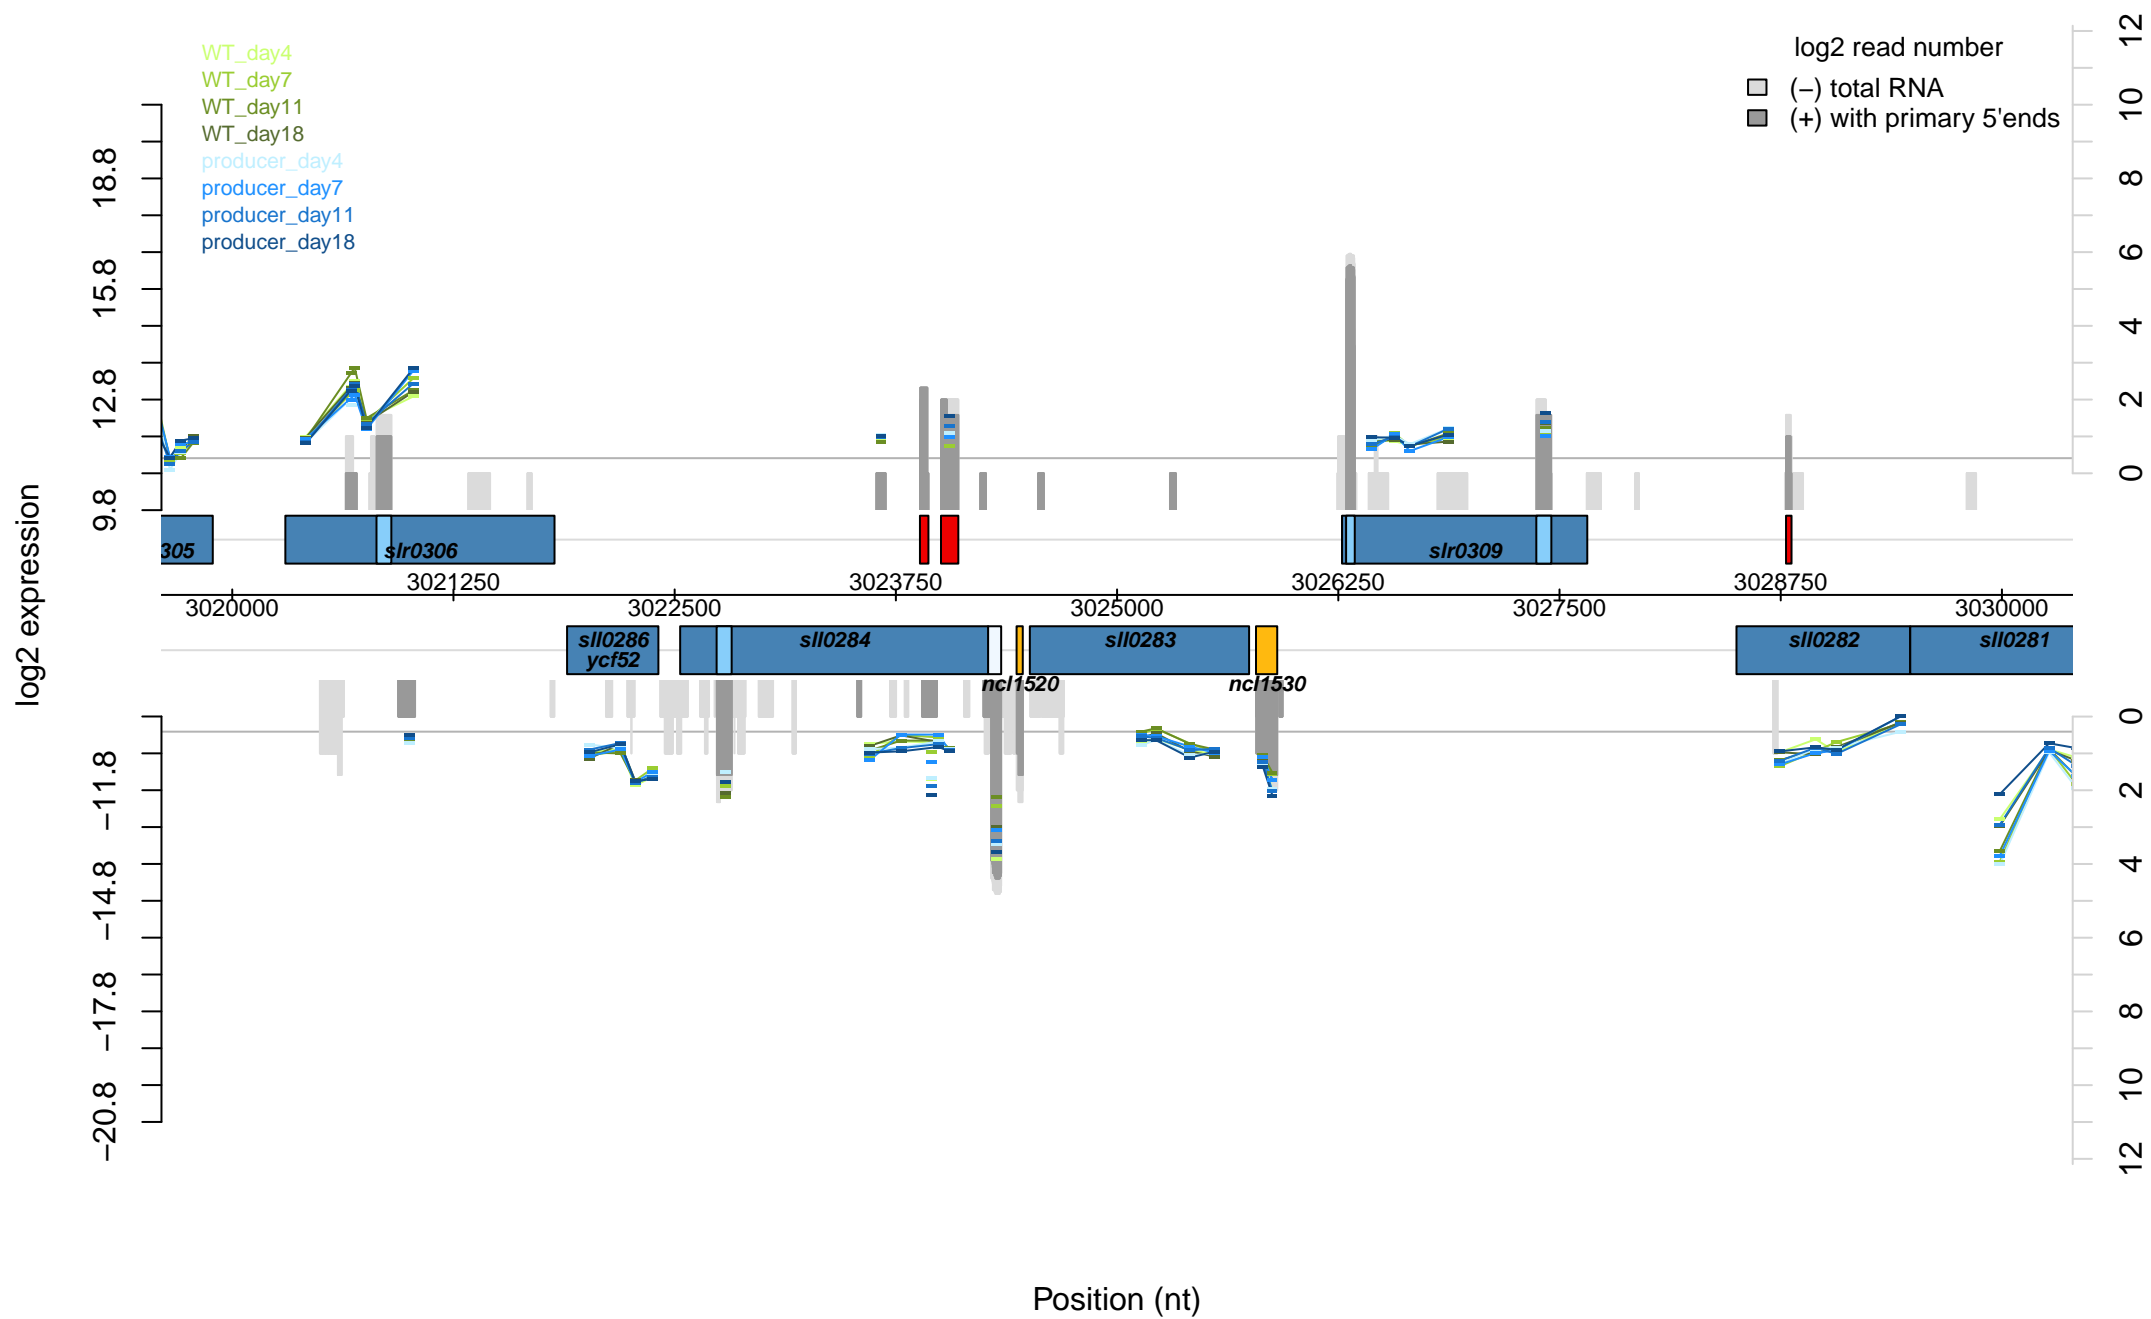 WT_day4
WT_day7
WT_day11
WT_day18
producer_day4
producer_day7
producer_day11
producer_day18
log2 read number
(−) total RNA
(+) with primary 5'ends
log2 expression
18.8
15.8
12.8
9.8
12
10
8
6
4
2
0
305
slr0306
slr0309
3021250
3023750
3026250
3028750
3020000
3022500
3025000
3027500
3030000
sll0286
ycf52
sll0284
sll0283
sll0282
sll0281
ncl1520
ncl1530
−11.8
−14.8
−17.8
−20.8
0
2
4
6
8
10
12
Position (nt)